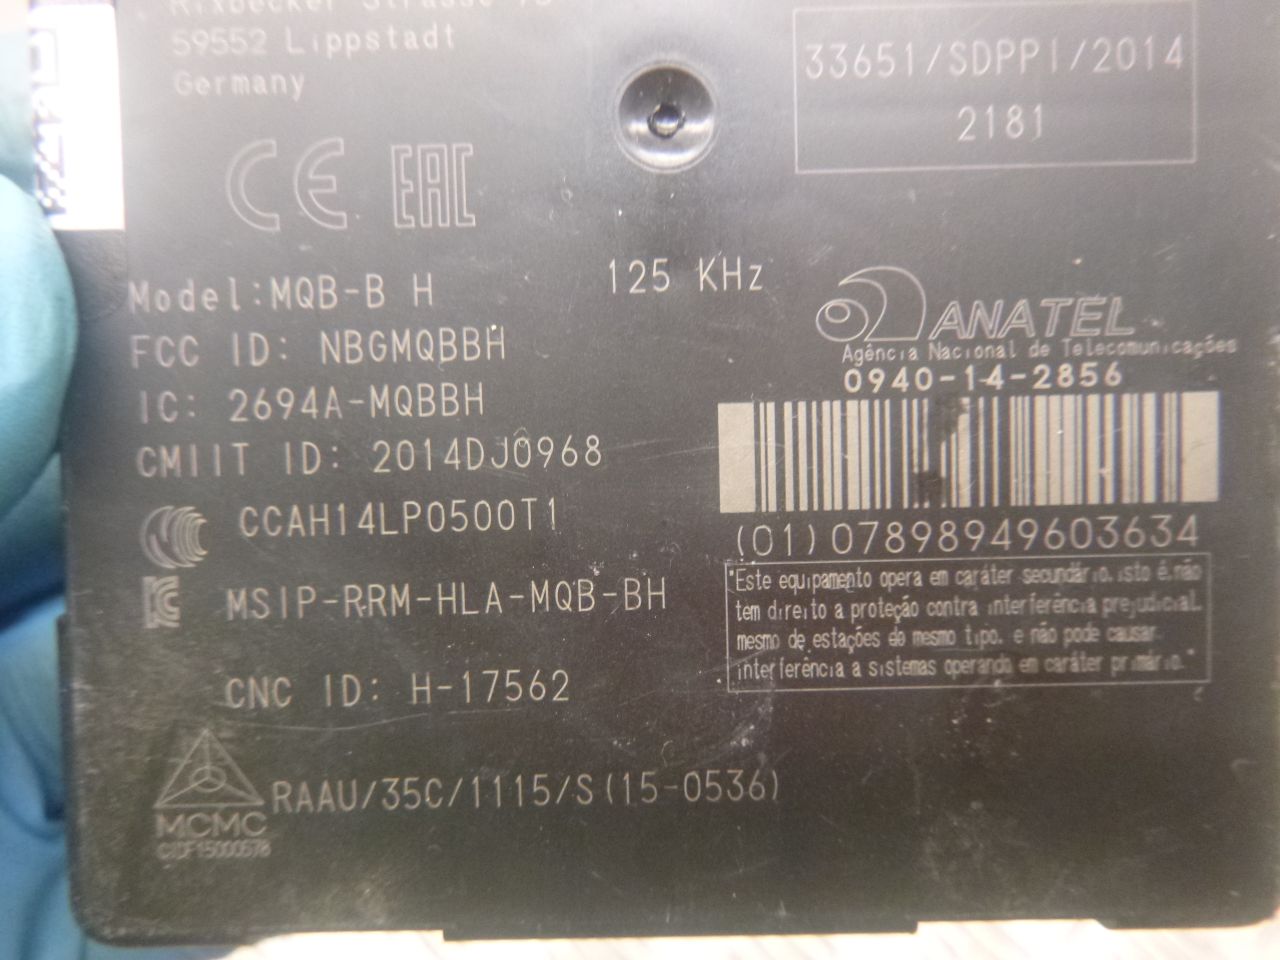 59552 Lippstadt
Germany
33651/SDPPI/2014
2181
CE EAC
Model:MQB-B H
125 KHz
FCC ID: NBGMQBBH
IC: 2694A-MQBBH
CMIIT ID: 2014DJ0968
CCAH14LP0500T1
MSIP-RRM-HLA-MQB-BH
CNC ID: H-17562
MCMC
CIDF15000578
RAAU/35C/1115/S(15-0536)
ANATEL
Agência Nacional de Telecomunicações
0940-14-2856
(01)07898949603634
"Este equipamento opera em caráter secundário, isto é, não
tem direito a proteção contra interferência prejudicial,
mesmo de estações do mesmo tipo, e não pode causar
interferência a sistemas operando em caráter primário."